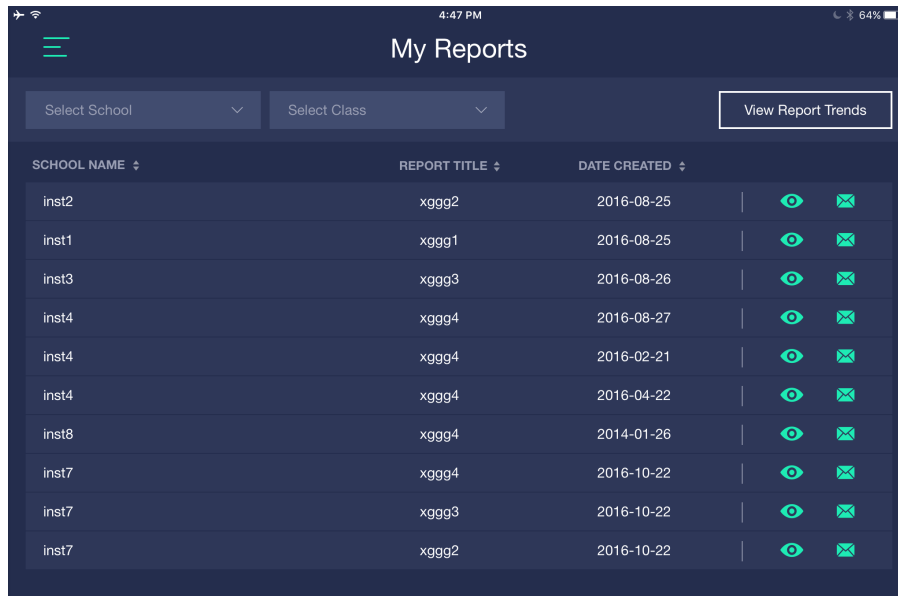 4:47 PM 64%
My Reports
Select School Select Class View Report Trends
SCHOOL NAME REPORT TITLE DATE CREATED
inst2 xggg2 2016-08-25
inst1 xggg1 2016-08-25
inst3 xggg3 2016-08-26
inst4 xggg4 2016-08-27
inst4 xggg4 2016-02-21
inst4 xggg4 2016-04-22
inst8 xggg4 2014-01-26
inst7 xggg4 2016-10-22
inst7 xggg3 2016-10-22
inst7 xggg2 2016-10-22